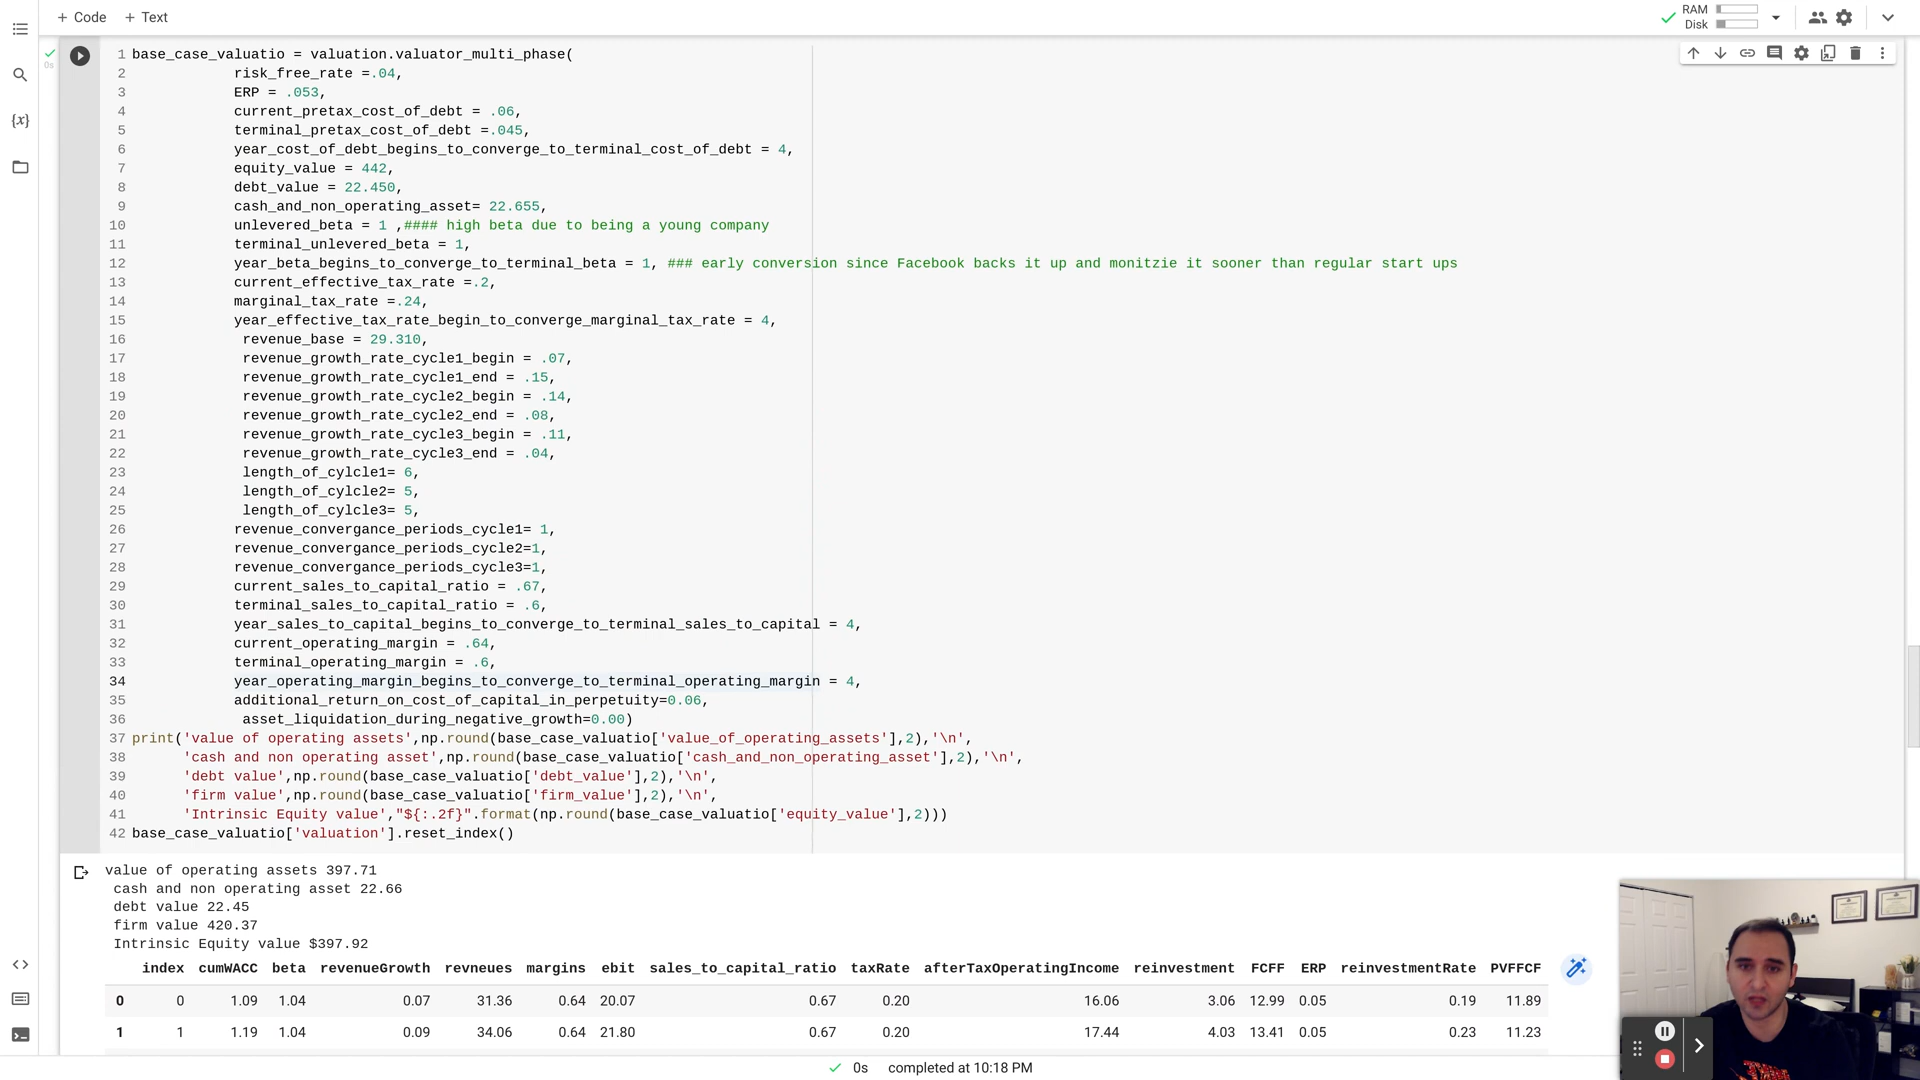 + Code + Text
RAM
Disk
0s
1 base_case_valuatio = valuation.valuator_multi_phase(
2 risk_free_rate =.04,
3 ERP = .053,
4 current_pretax_cost_of_debt = .06,
5 terminal_pretax_cost_of_debt =.045,
6 year_cost_of_debt_begins_to_converge_to_terminal_cost_of_debt = 4,
7 equity_value = 442,
8 debt_value = 22.450,
9 cash_and_non_operating_asset= 22.655,
10 unlevered_beta = 1 ,#### high beta due to being a young company
11 terminal_unlevered_beta = 1,
12 year_beta_begins_to_converge_to_terminal_beta = 1, ### early conversion since Facebook backs it up and monitzie it sooner than regular start ups
13 current_effective_tax_rate =.2,
14 marginal_tax_rate =.24,
15 year_effective_tax_rate_begin_to_converge_marginal_tax_rate = 4,
16 revenue_base = 29.310,
17 revenue_growth_rate_cycle1_begin = .07,
18 revenue_growth_rate_cycle1_end = .15,
19 revenue_growth_rate_cycle2_begin = .14,
20 revenue_growth_rate_cycle2_end = .08,
21 revenue_growth_rate_cycle3_begin = .11,
22 revenue_growth_rate_cycle3_end = .04,
23 length_of_cylcle1= 6,
24 length_of_cylcle2= 5,
25 length_of_cylcle3= 5,
26 revenue_convergance_periods_cycle1= 1,
27 revenue_convergance_periods_cycle2=1,
28 revenue_convergance_periods_cycle3=1,
29 current_sales_to_capital_ratio = .67,
30 terminal_sales_to_capital_ratio = .6,
31 year_sales_to_capital_begins_to_converge_to_terminal_sales_to_capital = 4,
32 current_operating_margin = .64,
33 terminal_operating_margin = .6,
34 year_operating_margin_begins_to_converge_to_terminal_operating_margin = 4,
35 additional_return_on_cost_of_capital_in_perpetuity=0.06,
36 asset_liquidation_during_negative_growth=0.00)
37 print('value of operating assets',np.round(base_case_valuatio['value_of_operating_assets'],2),'\n',
38 'cash and non operating asset',np.round(base_case_valuatio['cash_and_non_operating_asset'],2),'\n',
39 'debt value',np.round(base_case_valuatio['debt_value'],2),'\n',
40 'firm value',np.round(base_case_valuatio['firm_value'],2),'\n',
41 'Intrinsic Equity value',"${:.2f}".format(np.round(base_case_valuatio['equity_value'],2)))
42 base_case_valuatio['valuation'].reset_index()
value of operating assets 397.71
cash and non operating asset 22.66
debt value 22.45
firm value 420.37
Intrinsic Equity value $397.92
index cumWACC beta revenueGrowth revneues margins ebit sales_to_capital_ratio taxRate afterTaxOperatingIncome reinvestment FCFF ERP reinvestmentRate PVFFCF
0 0 1.09 1.04 0.07 31.36 0.64 20.07 0.67 0.20 16.06 3.06 12.99 0.05 0.19 11.89
1 1 1.19 1.04 0.09 34.06 0.64 21.80 0.67 0.20 17.44 4.03 13.41 0.05 0.23 11.23
0s completed at 10:18 PM